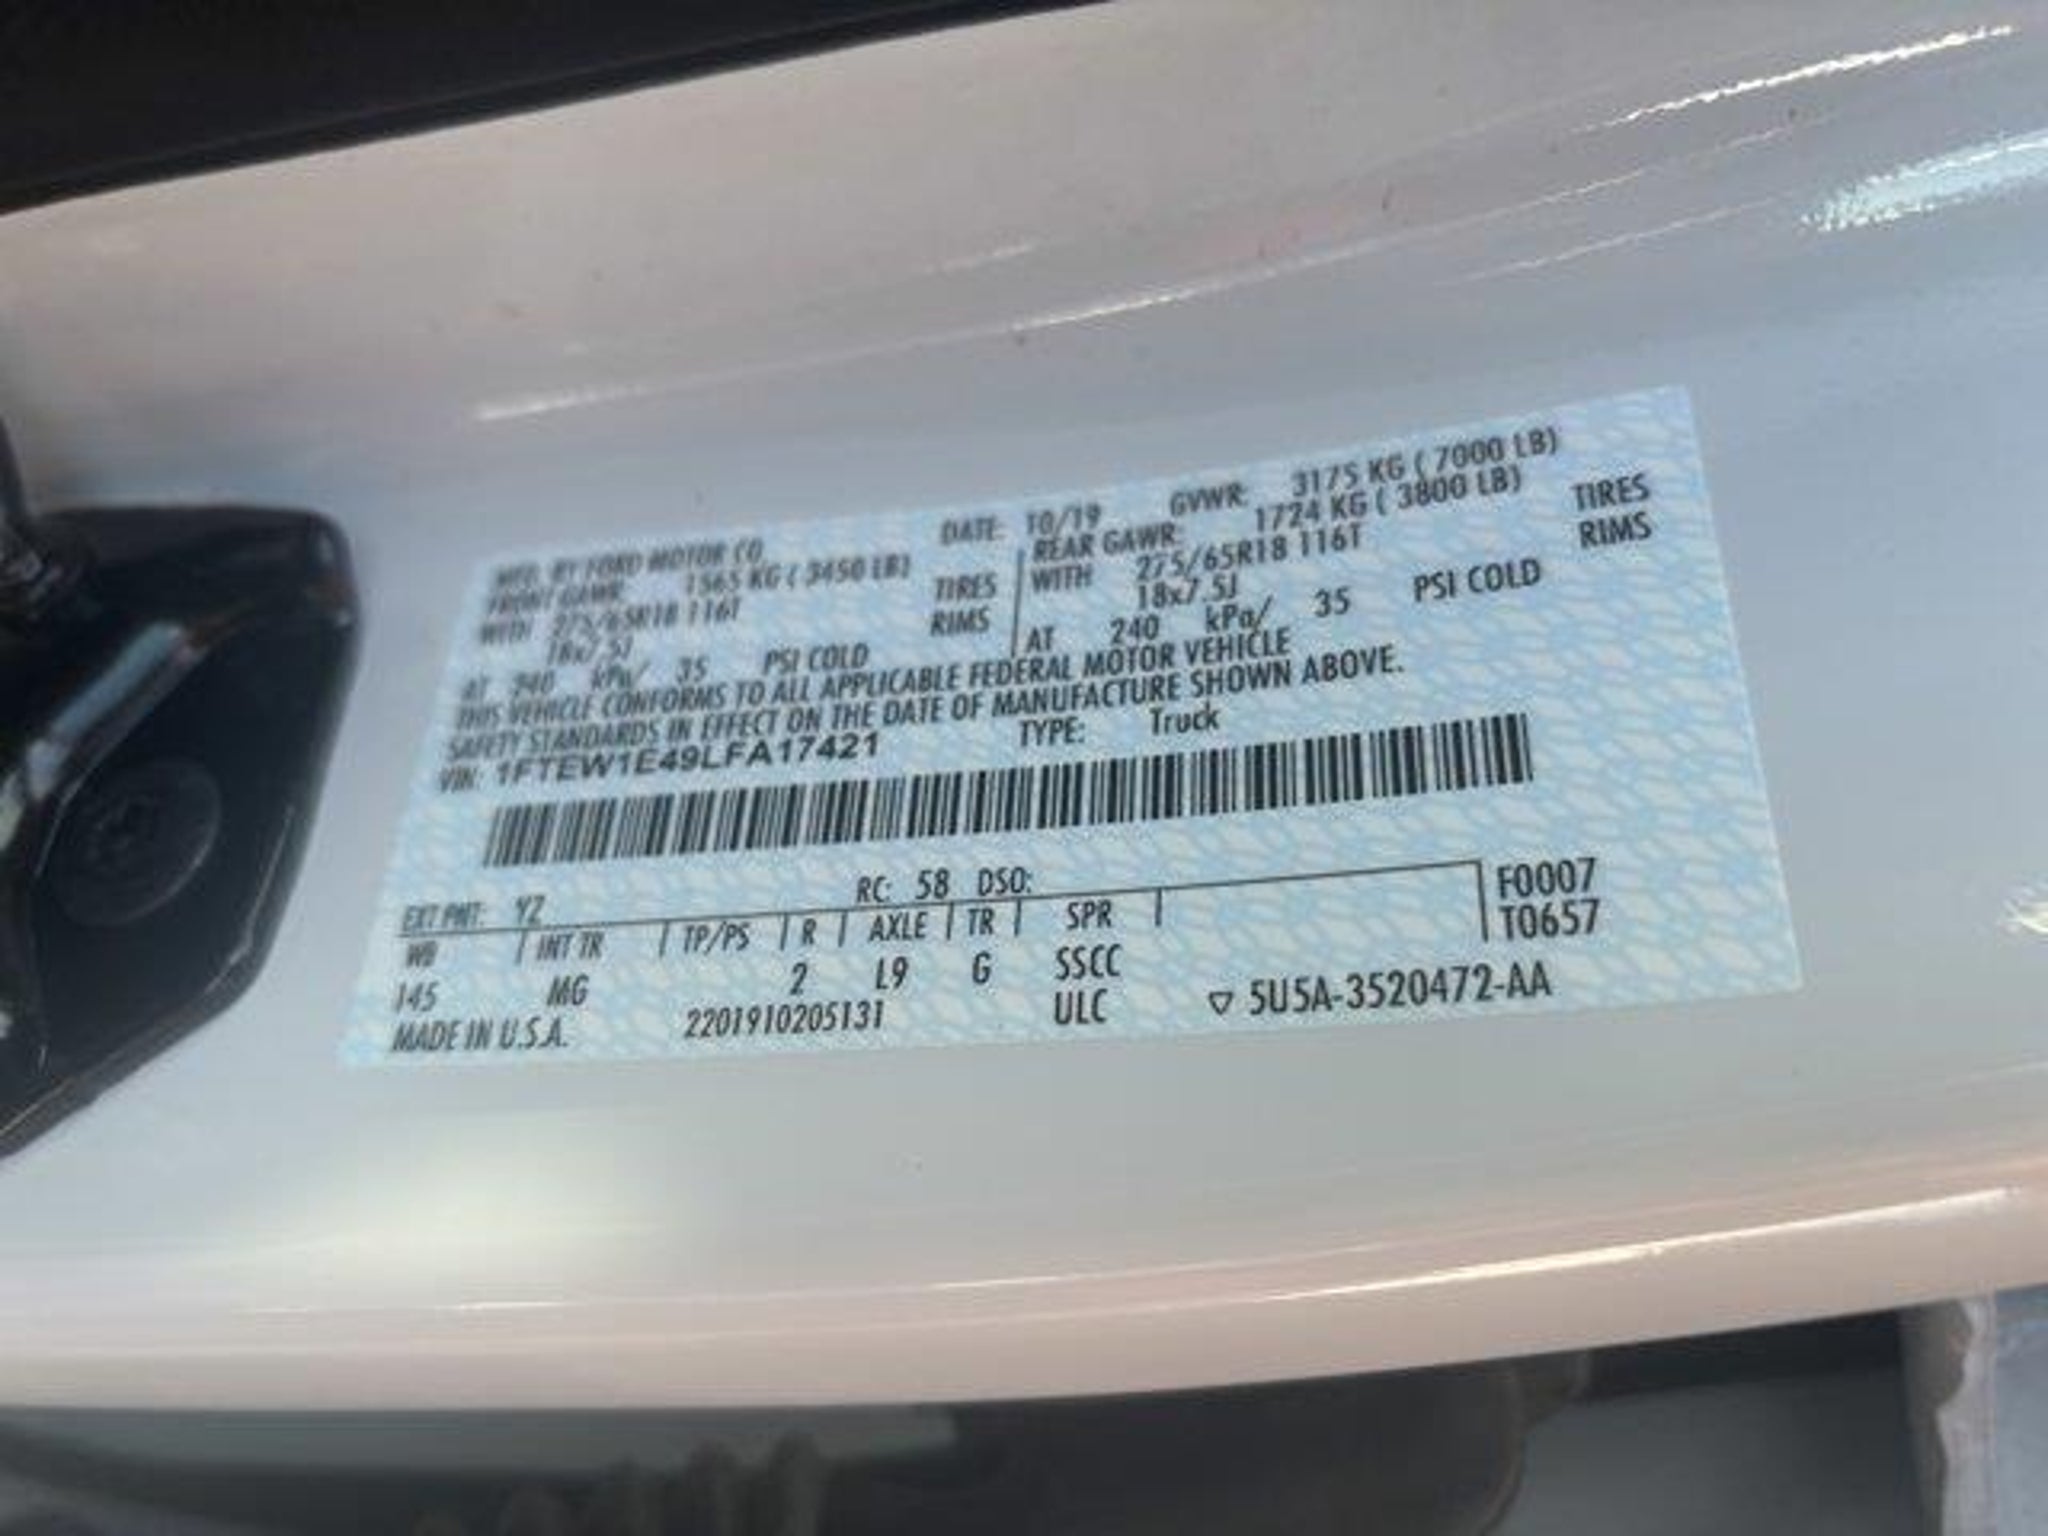 MFD. BY FORD MOTOR CO. DATE: 10/19 GVWR: 3175 KG ( 7000 LB)
FRONT GAWR: 1565 KG ( 3450 LB) REAR GAWR: 1724 KG ( 3800 LB)
WITH 275/65R18 116T TIRES WITH 275/65R18 116T TIRES
18x7.5J RIMS 18x7.5J RIMS
AT 240 kPa/ 35 PSI COLD AT 240 kPa/ 35 PSI COLD
THIS VEHICLE CONFORMS TO ALL APPLICABLE FEDERAL MOTOR VEHICLE
SAFETY STANDARDS IN EFFECT ON THE DATE OF MANUFACTURE SHOWN ABOVE.
VIN: 1FTEW1E49LFA17421 TYPE: Truck
EXT PNT: YZ RC: 58 DSO: F0007
WB INT TR TP/PS R AXLE TR SPR T0657
145 MG 2 L9 G SSCC
MADE IN U.S.A. 2201910205131 ULC ▽ 5U5A-3520472-AA